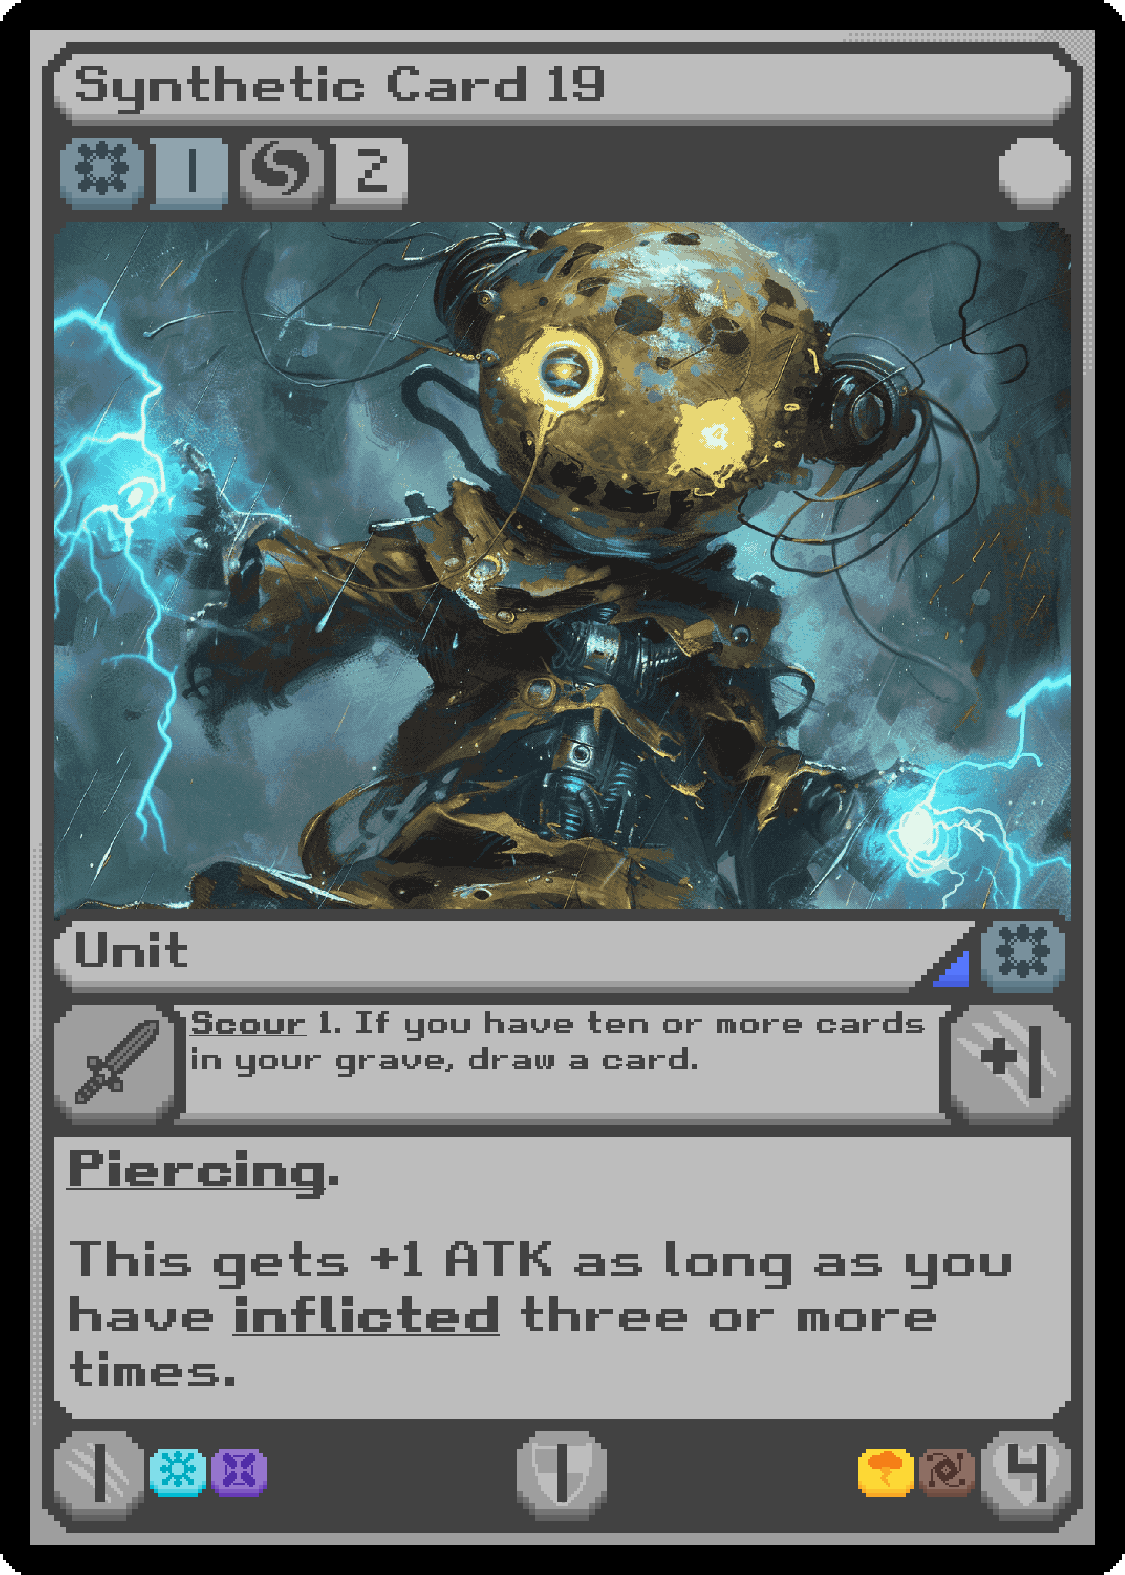 Synthetic Card 19
1 2
Unit
Scour 1. If you have ten or more cards
in your grave, draw a card.
+1
Piercing.
This gets +1 ATK as long as you
have inflicted three or more
times.
1 1 4